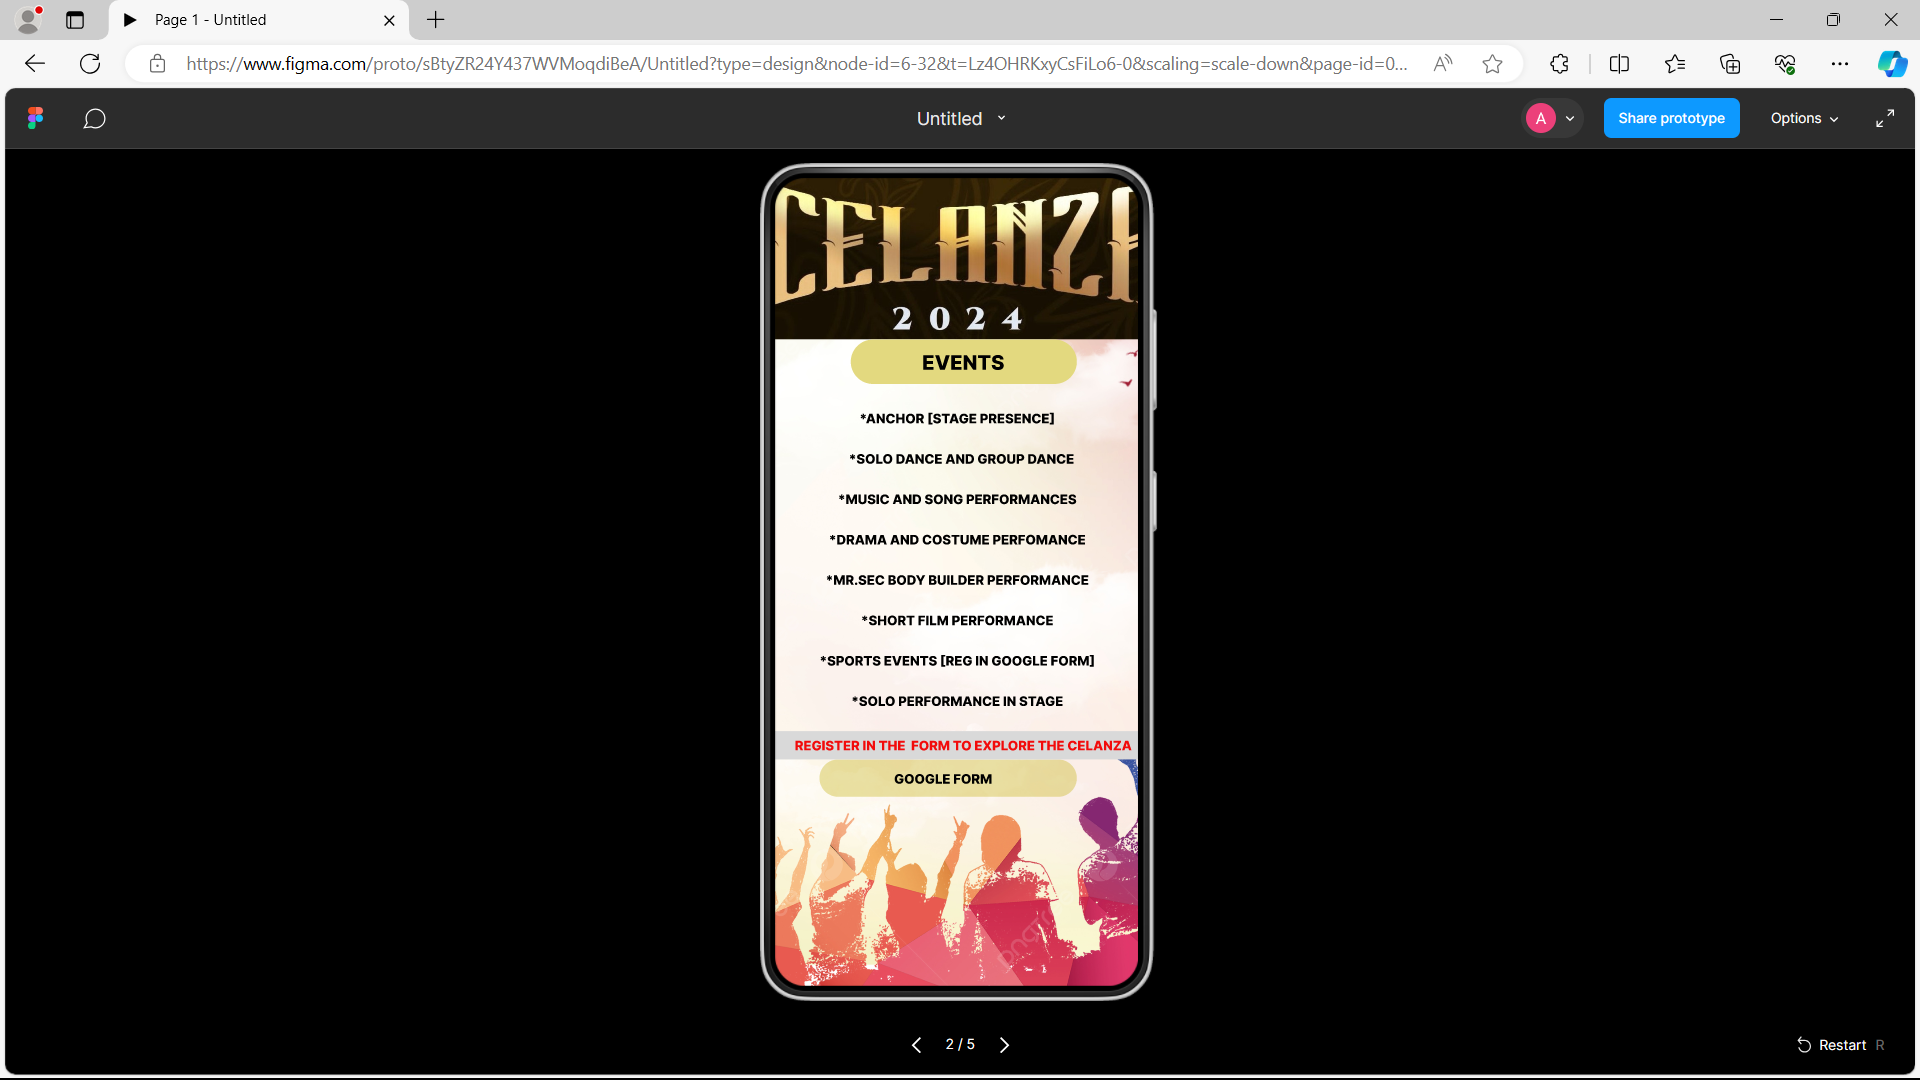 Page 1 - Untitled
https://www.figma.com/proto/sBtyZR24Y437WVMoqdiBeA/Untitled?type=design&node-id=6-32&t=Lz4OHRKxyCsFiLo6-0&scaling=scale-down&page-id=0...
Untitled
A
Share prototype
Options
CELANZA
2024
EVENTS
*ANCHOR [STAGE PRESENCE]
*SOLO DANCE AND GROUP DANCE
*MUSIC AND SONG PERFORMANCES
*DRAMA AND COSTUME PERFOMANCE
*MR.SEC BODY BUILDER PERFORMANCE
*SHORT FILM PERFORMANCE
*SPORTS EVENTS [REG IN GOOGLE FORM]
*SOLO PERFORMANCE IN STAGE
REGISTER IN THE  FORM TO EXPLORE THE CELANZA
GOOGLE FORM
2 / 5
Restart R